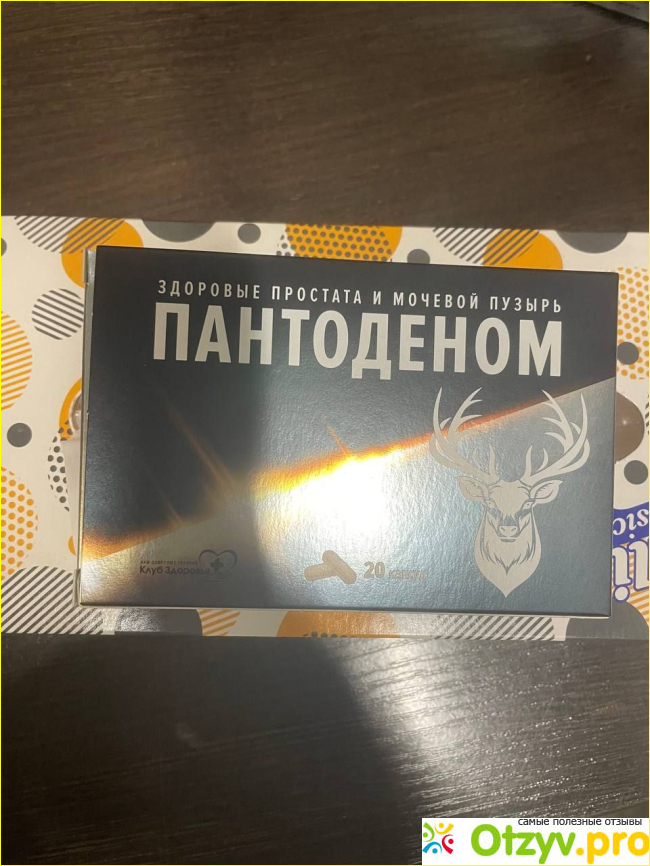 ЗДОРОВЫЕ ПРОСТАТА И МОЧЕВОЙ ПУЗЫРЬ
ПАНТОДЕНОМ
Клуб Здоровья
20
самые полезные отзывы
Otzyv.pro